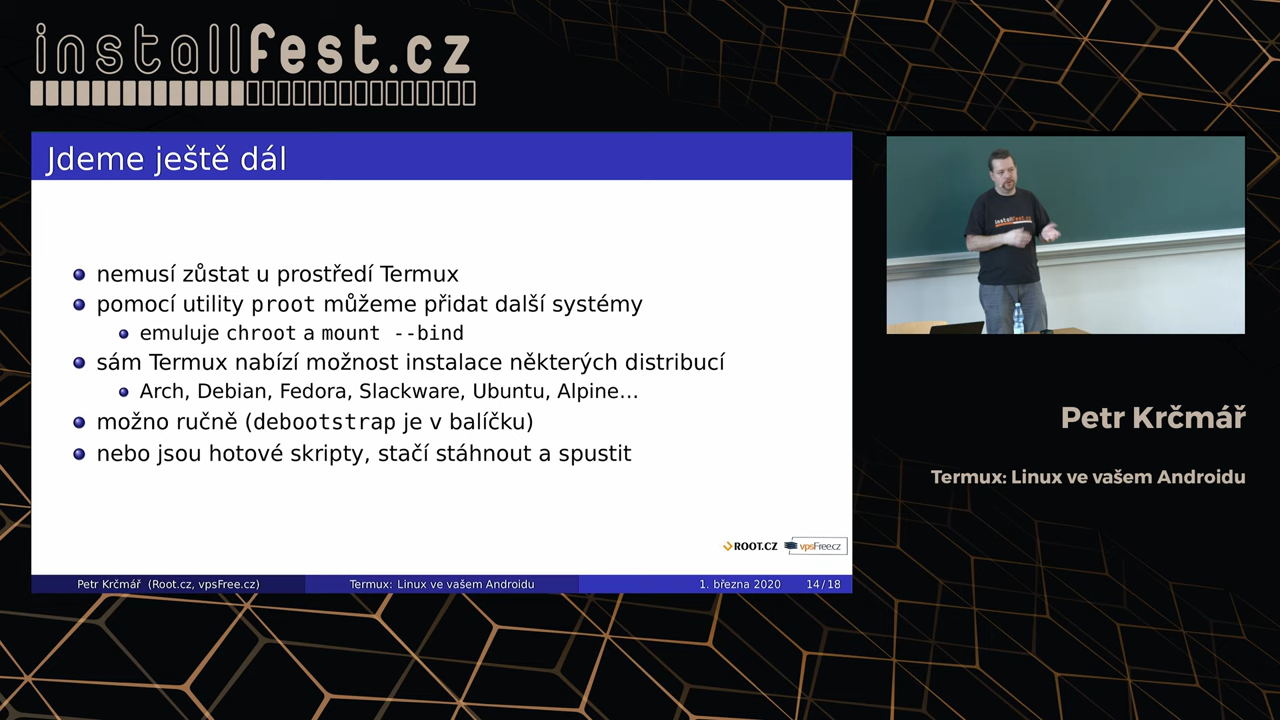 installfest.cz
Jdeme ještě dál
nemusí zůstat u prostředí Termux
pomocí utility proot můžeme přidat další systémy
emuluje chroot a mount --bind
sám Termux nabízí možnost instalace některých distribucí
Arch, Debian, Fedora, Slackware, Ubuntu, Alpine...
možno ručně (debootstrap je v balíčku)
nebo jsou hotové skripty, stačí stáhnout a spustit
ROOT.CZ vpsFree.cz
Petr Krčmář (Root.cz, vpsFree.cz) Termux: Linux ve vašem Androidu 1. března 2020 14/18
installfest.cz
Petr Krčmář
Termux: Linux ve vašem Androidu